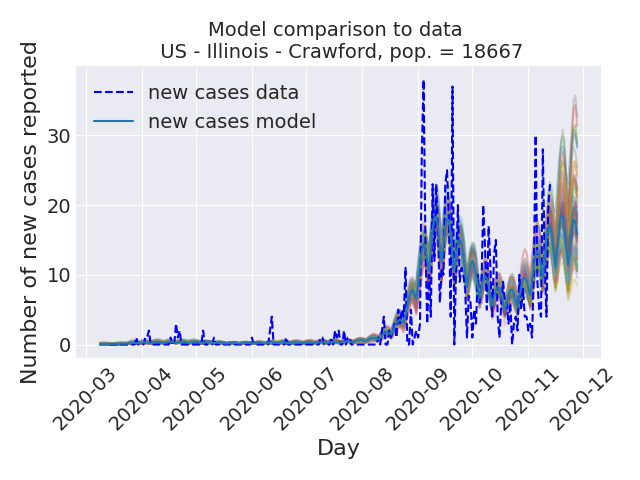 Model comparison to data
US - Illinois - Crawford, pop. = 18667
Number of new cases reported
new cases data
new cases model
30
20
10
0
2020-03
2020-04
2020-05
2020-06
2020-07
2020-08
2020-09
2020-10
2020-11
2020-12
Day